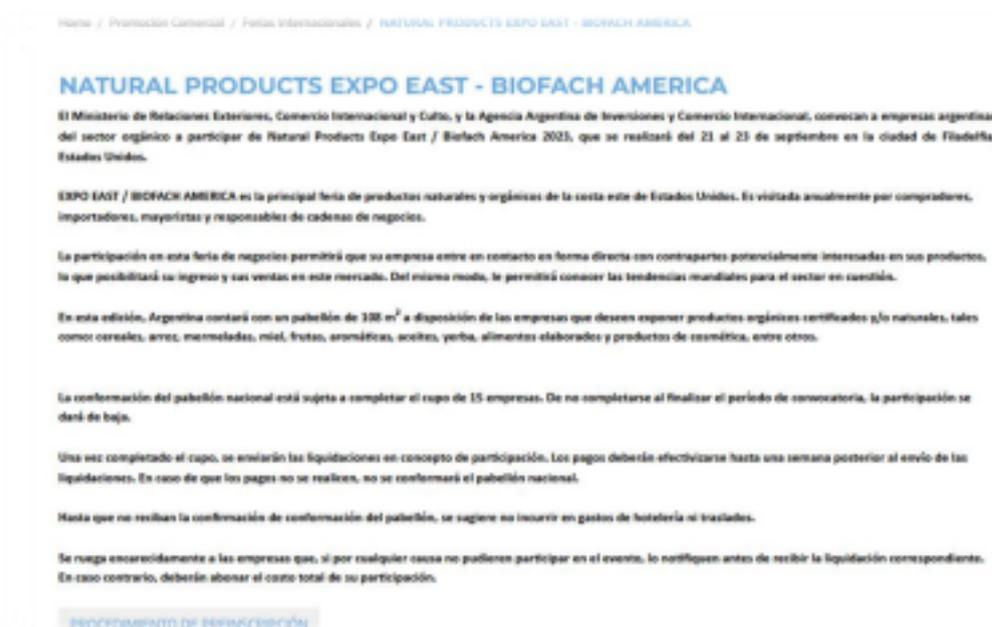 Home / Promoción Comercial / Ferias Internacionales / NATURAL PRODUCTS EXPO EAST - BIOFACH AMERICA
NATURAL PRODUCTS EXPO EAST - BIOFACH AMERICA
El Ministerio de Relaciones Exteriores, Comercio Internacional y Culto, y la Agencia Argentina de Inversiones y Comercio Internacional, convocan a empresas argentina
del sector orgánico a participar de Natural Products Expo East / Biofach America 2023, que se realizará del 21 al 23 de septiembre en la ciudad de Filadelfia
Estados Unidos.
EXPO EAST / BIOFACH AMERICA es la principal feria de productos naturales y orgánicos de la costa este de Estados Unidos. Es visitada anualmente por compradores,
importadores, mayoristas y responsables de cadenas de negocios.
La participación en esta feria de negocios permitirá que su empresa entre en contacto en forma directa con contrapartes potencialmente interesadas en sus productos,
lo que posibilitará su ingreso y sus ventas en este mercado. Del mismo modo, le permitirá conocer las tendencias mundiales para el sector en cuestión.
En esta edición, Argentina contará con un pabellón de 108 m² a disposición de las empresas que deseen exponer productos orgánicos certificados y/o naturales, tales
como: cereales, arroz, mermeladas, miel, frutas, aromáticas, aceites, yerba, alimentos elaborados y productos de cosmética, entre otros.
La conformación del pabellón nacional está sujeta a completar el cupo de 15 empresas. De no completarse al finalizar el período de convocatoria, la participación se
dará de baja.
Una vez completado el cupo, se enviarán las liquidaciones en concepto de participación. Los pagos deberán efectivizarse hasta una semana posterior al envío de las
liquidaciones. En caso de que los pagos no se realicen, no se conformará el pabellón nacional.
Hasta que no reciban la confirmación de conformación del pabellón, se sugiere no incurrir en gastos de hotelería ni traslados.
Se ruega encarecidamente a las empresas que, si por cualquier causa no pudieren participar en el evento, lo notifiquen antes de recibir la liquidación correspondiente.
En caso contrario, deberán abonar el costo total de su participación.
PROCEDIMIENTO DE PREINSCRIPCIÓN